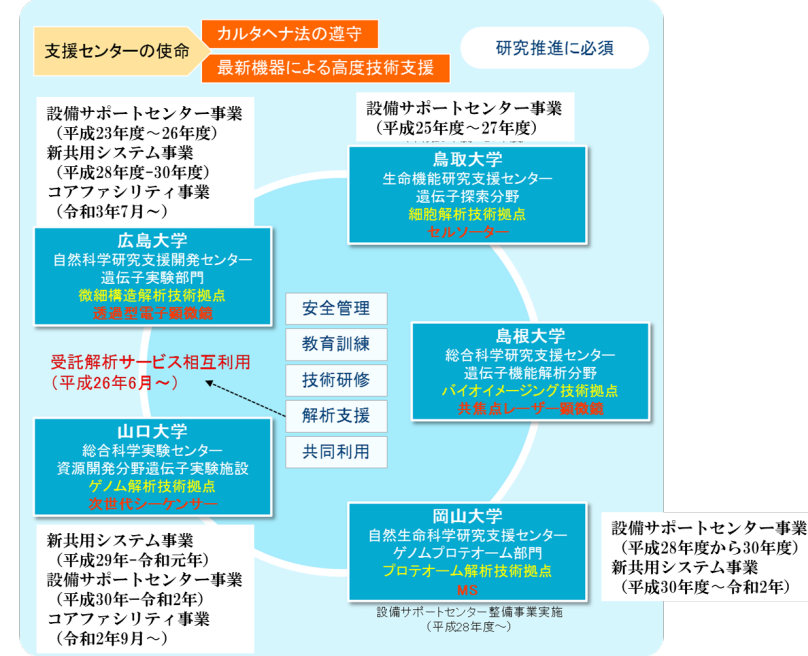 支援センターの使命
カルタヘナ法の遵守
最新機器による高度技術支援
研究推進に必須
設備サポートセンター事業
（平成23年度～26年度）
新共用システム事業
（平成28年度-30年度）
コアファシリティ事業
（令和3年7月～）
広島大学
自然科学研究支援開発センター
遺伝子実験部門
微細構造解析技術拠点
透過型電子顕微鏡
設備サポートセンター事業
（平成25年度～27年度）
鳥取大学
生命機能研究支援センター
遺伝子探索分野
細胞解析技術拠点
セルソーター
安全管理
教育訓練
技術研修
解析支援
共同利用
受託解析サービス相互利用
（平成26年6月～）
島根大学
総合科学研究支援センター
遺伝子機能解析分野
バイオイメージング技術拠点
共焦点レーザー顕微鏡
山口大学
総合科学実験センター
資源開発分野遺伝子実験施設
ゲノム解析技術拠点
次世代シーケンサー
新共用システム事業
（平成29年-令和元年）
設備サポートセンター事業
（平成30年−令和2年）
コアファシリティ事業
（令和2年9月～）
岡山大学
自然生命科学研究支援センター
ゲノムプロテオーム部門
プロテオーム解析技術拠点
MS
設備サポートセンター整備事業実施
（平成28年度～）
設備サポートセンター事業
（平成28年度から30年度）
新共用システム事業
（平成30年度～令和2年）